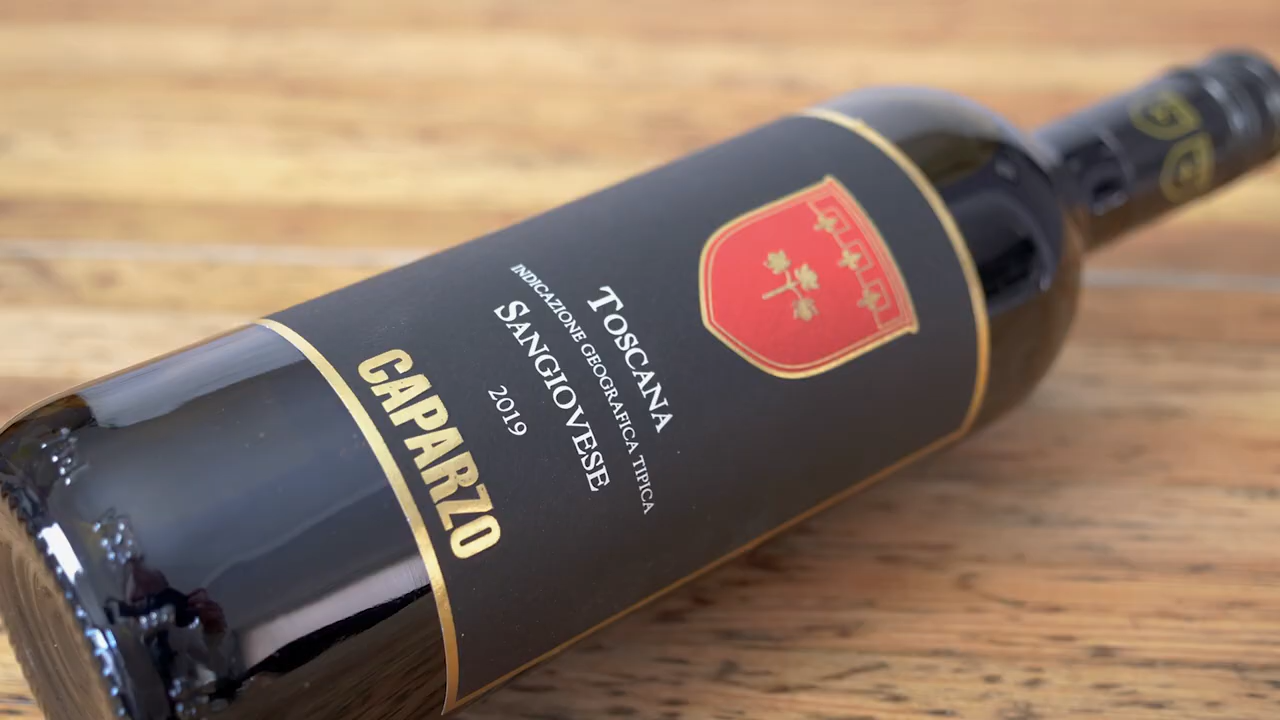 TOSCANA
INDICAZIONE GEOGRAFICA TIPICA
SANGIOVESE
2019
CAPARZO